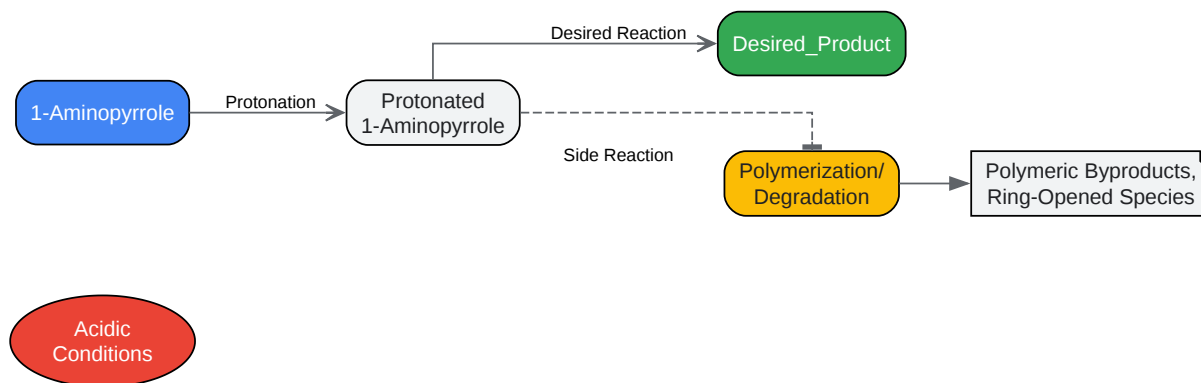 Desired Reaction
Desired_Product
1-Aminopyrrole
Protonation
Protonated
1-Aminopyrrole
Side Reaction
Polymerization/
Degradation
Polymeric Byproducts,
Ring-Opened Species
Acidic
Conditions